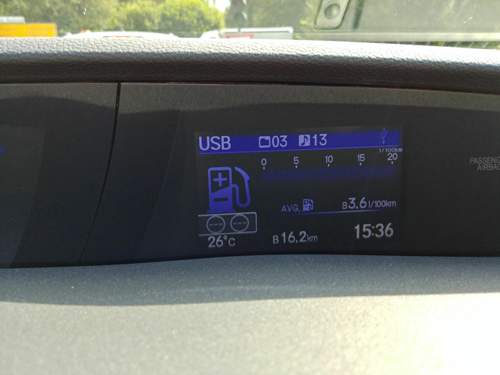 USB 03 13
l/100km
0 5 10 15 20
AVG. B 3.6 l/100km
26°C B 16.2 km 15:36
PASSENG
AIRBAG